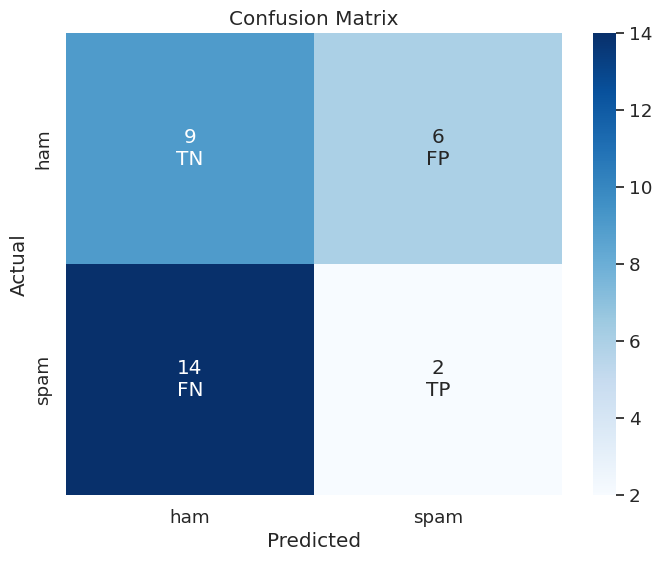 Confusion Matrix
Actual
ham
spam
9
TN
6
FP
14
FN
2
TP
ham
spam
Predicted
14
12
10
8
6
4
2